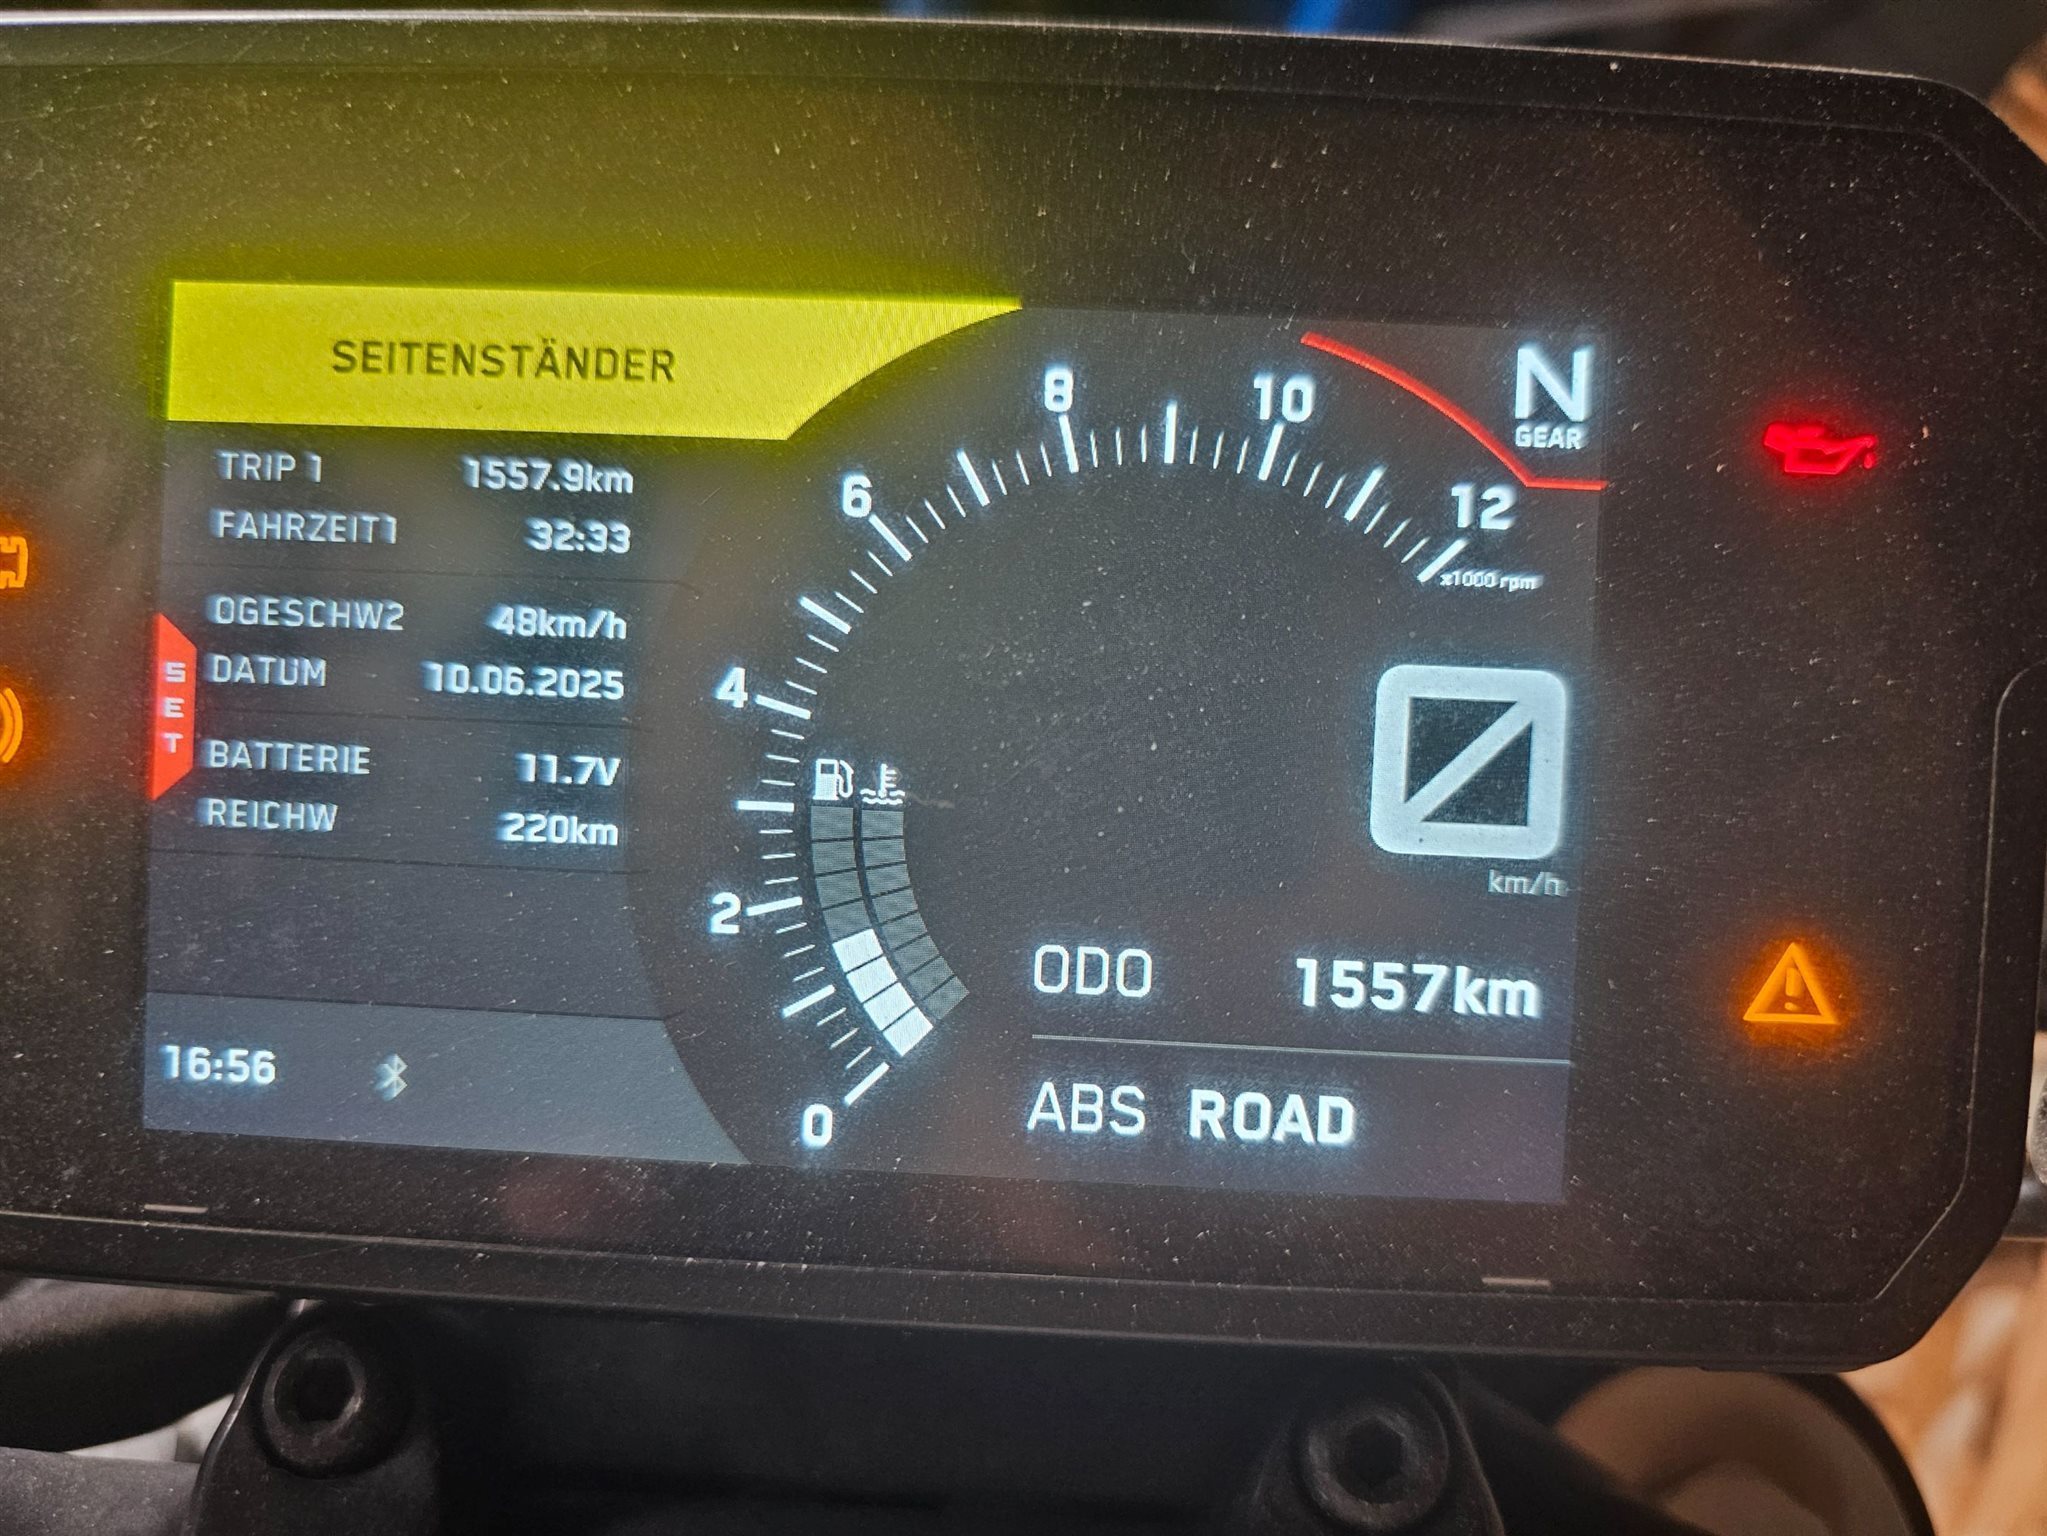 SEITENSTÄNDER
TRIP 1 1557.9km
FAHRZEIT1 32:33
ØGESCHW2 48km/h
DATUM 10.06.2025
BATTERIE 11.7V
REICHW 220km
SET
16:56
0
2
4
6
8
10
12
x1000 rpm
N
GEAR
0
km/h
ODO 1557km
ABS ROAD